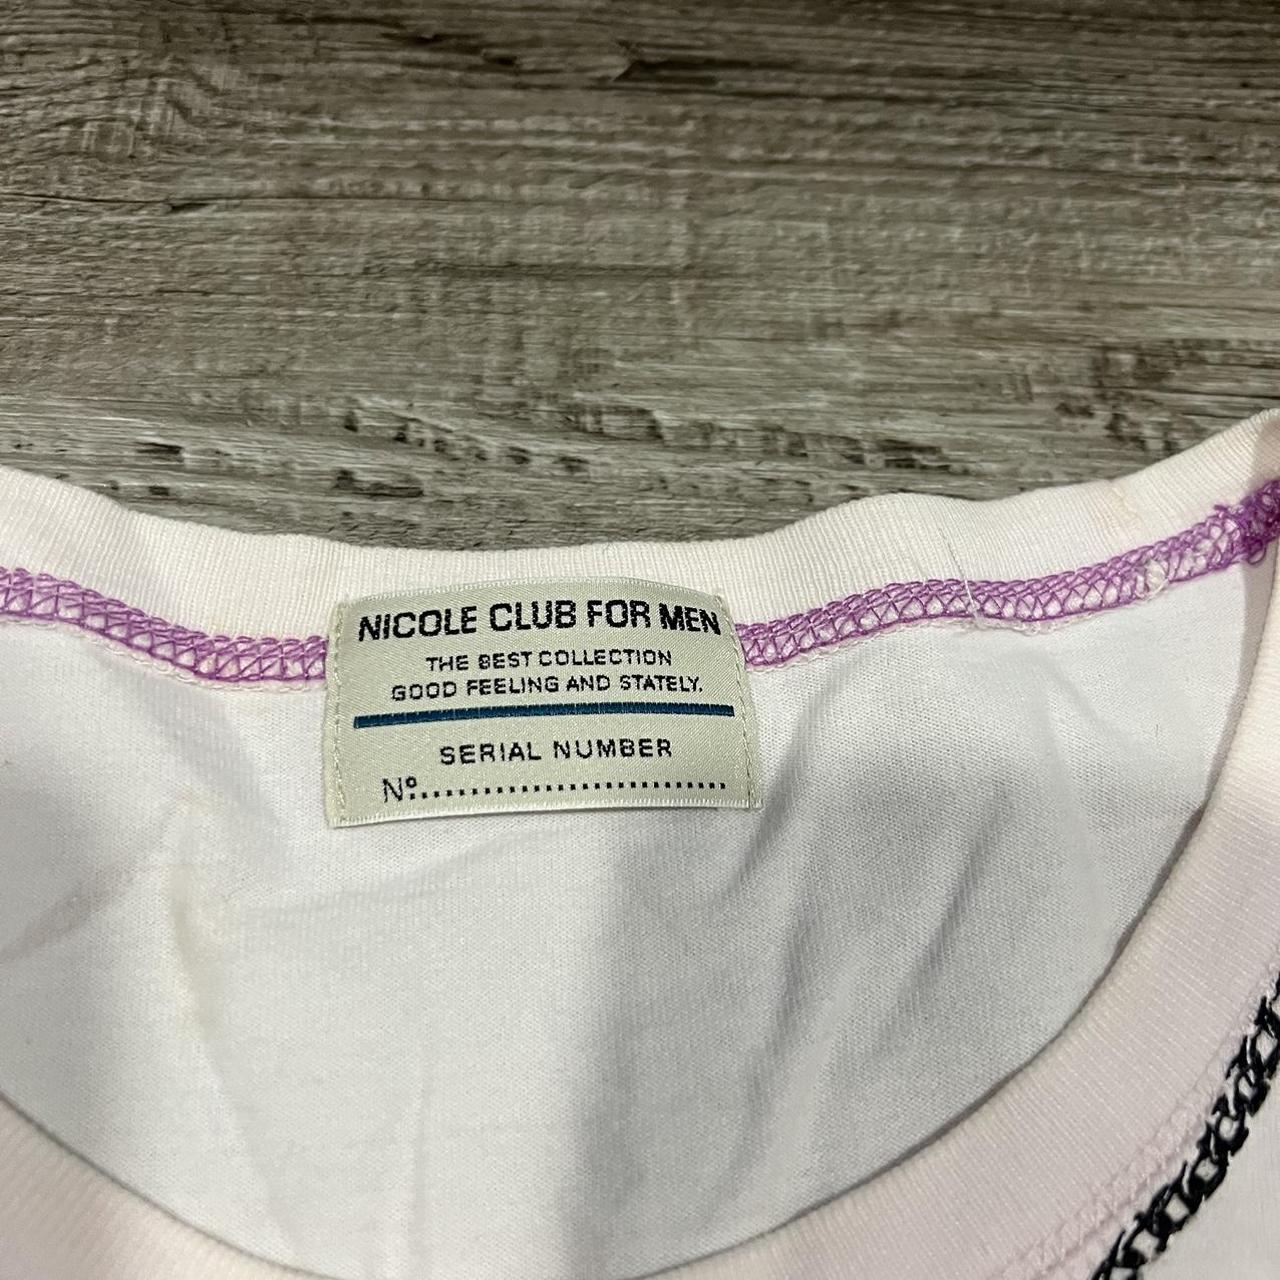 NICOLE CLUB FOR MEN
THE BEST COLLECTION
GOOD FEELING AND STATELY.
SERIAL NUMBER
Nº:............................